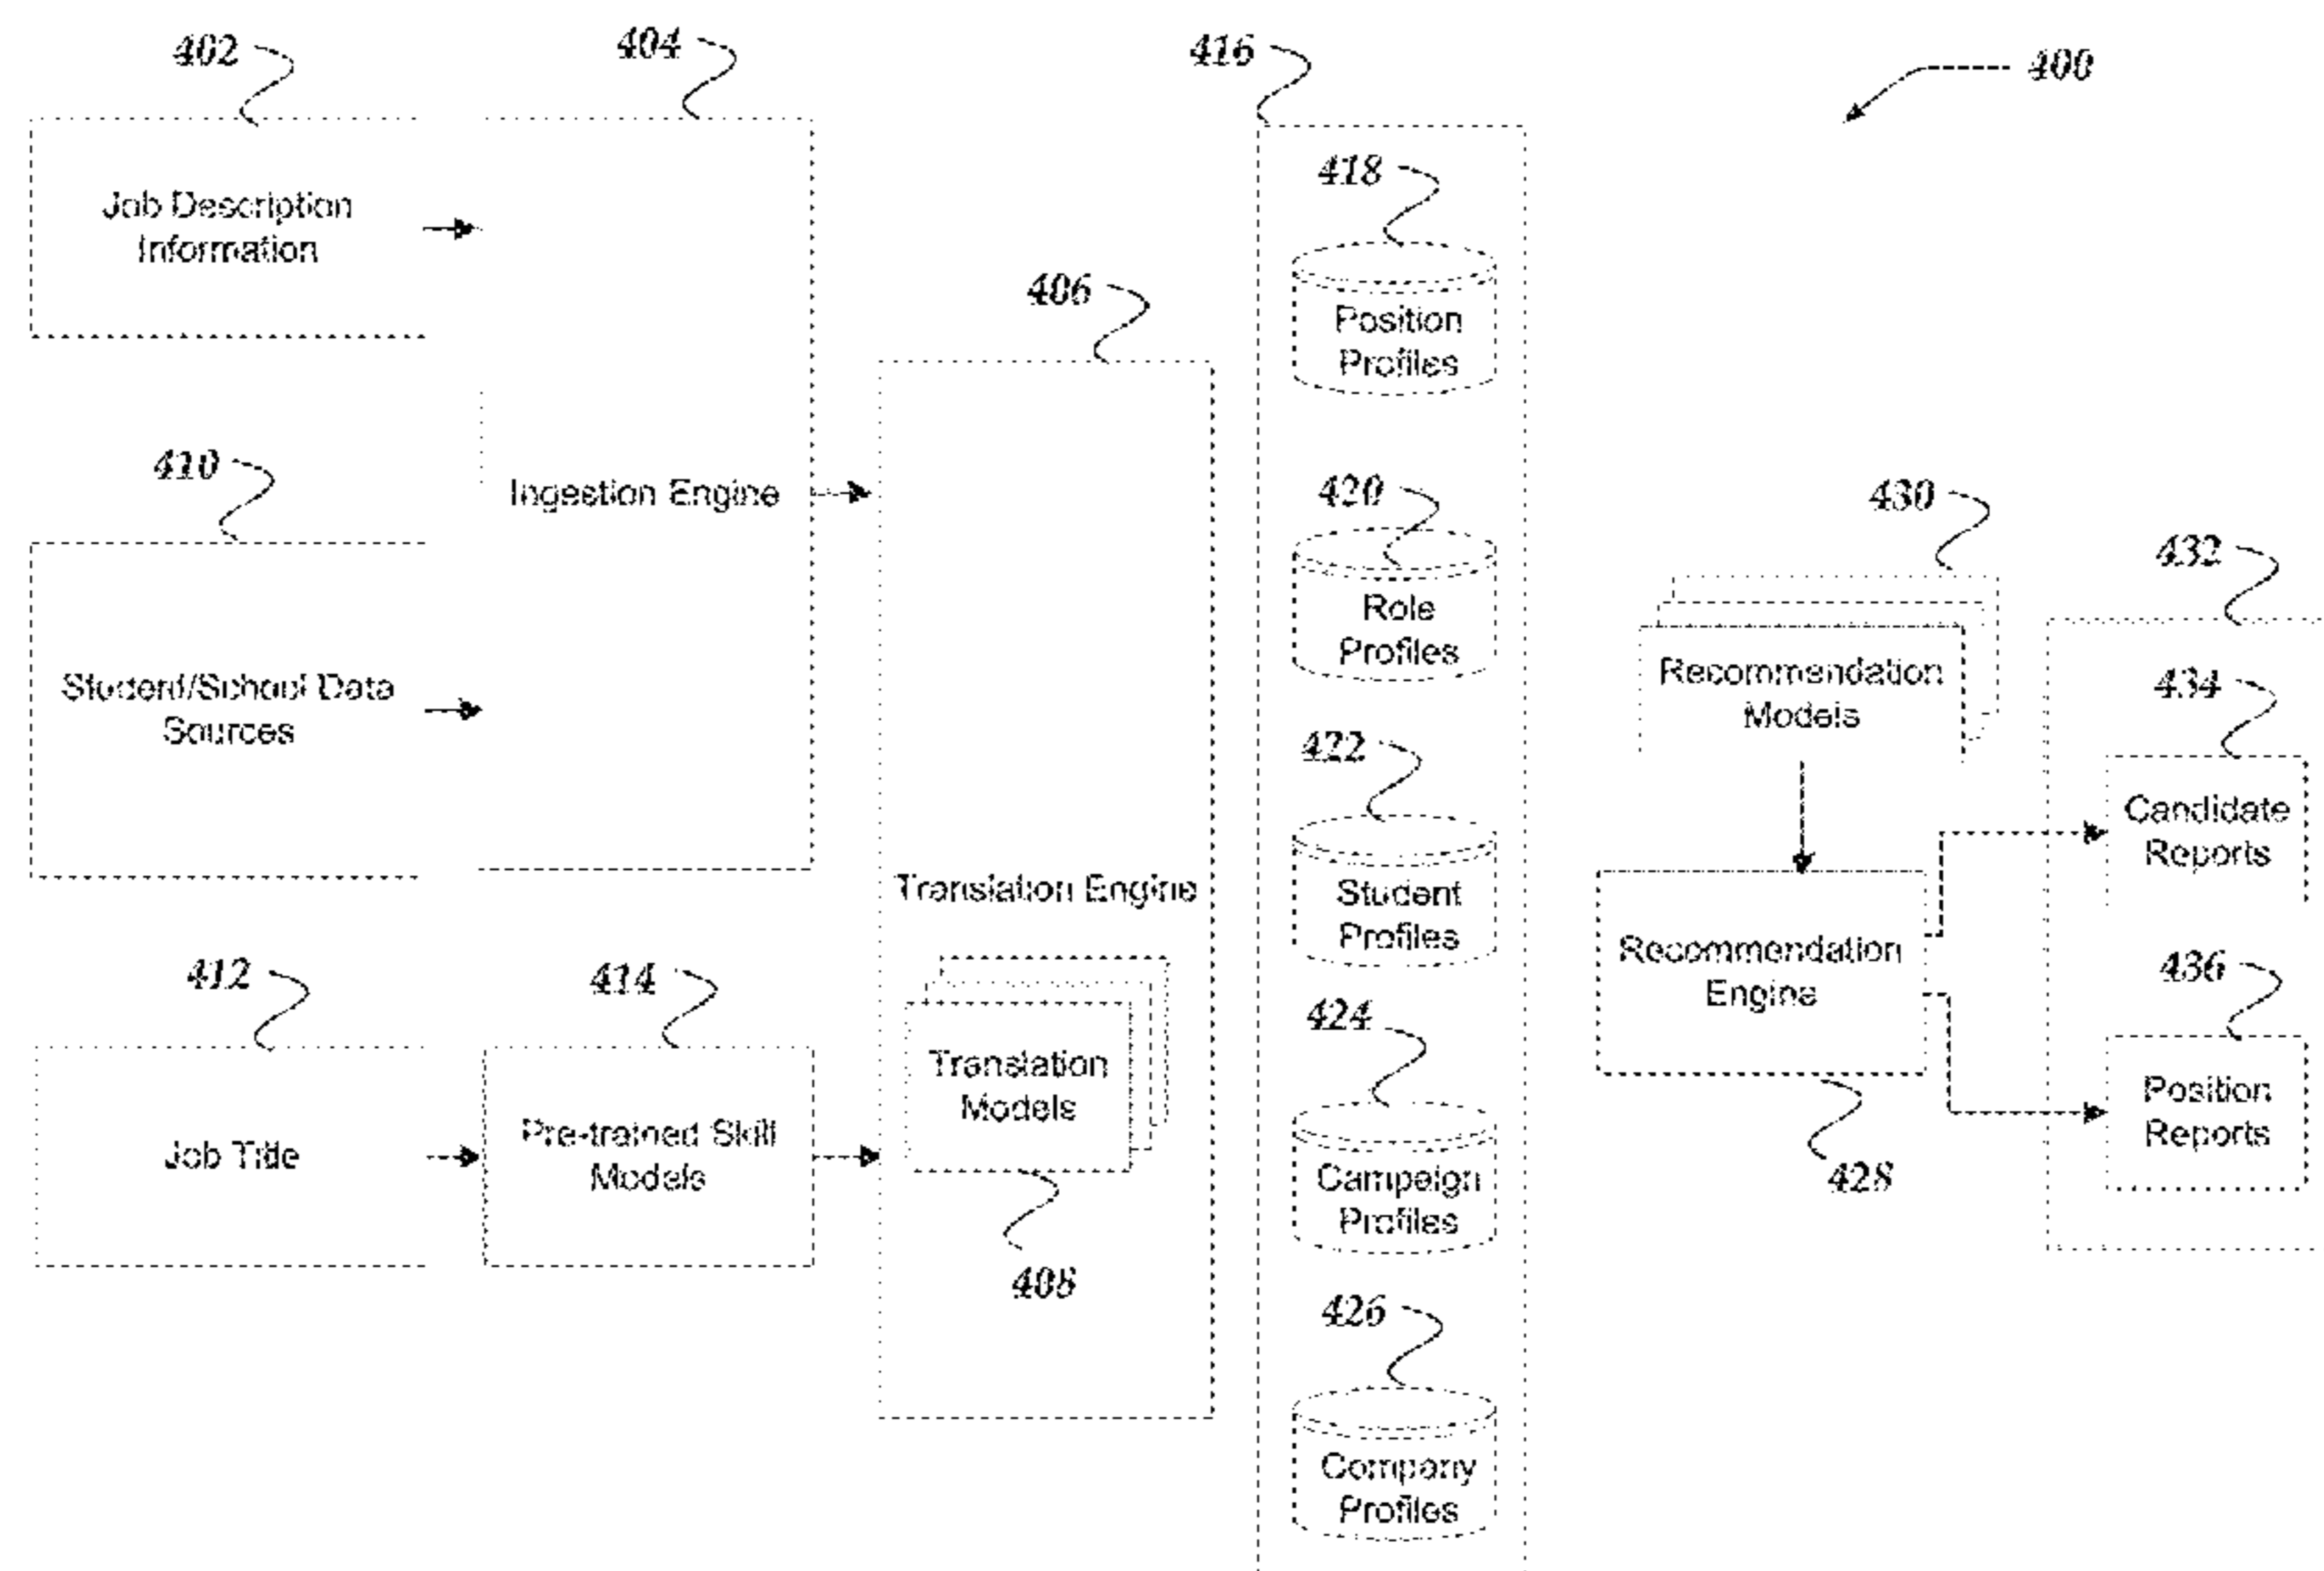 402
404
416
400
418
Job Description
Information
406
Position
Profiles
410
420
430
Ingestion Engine
432
Role
Profiles
Recommendation
Models
434
Student/School Data
Sources
422
Candidate
Reports
Translation Engine
Student
Profiles
Recommendation
Engine
412
414
436
424
Translation
Models
Position
Reports
Job Title
Pre-trained Skill
Models
Campaign
Profiles
428
408
426
Company
Profiles